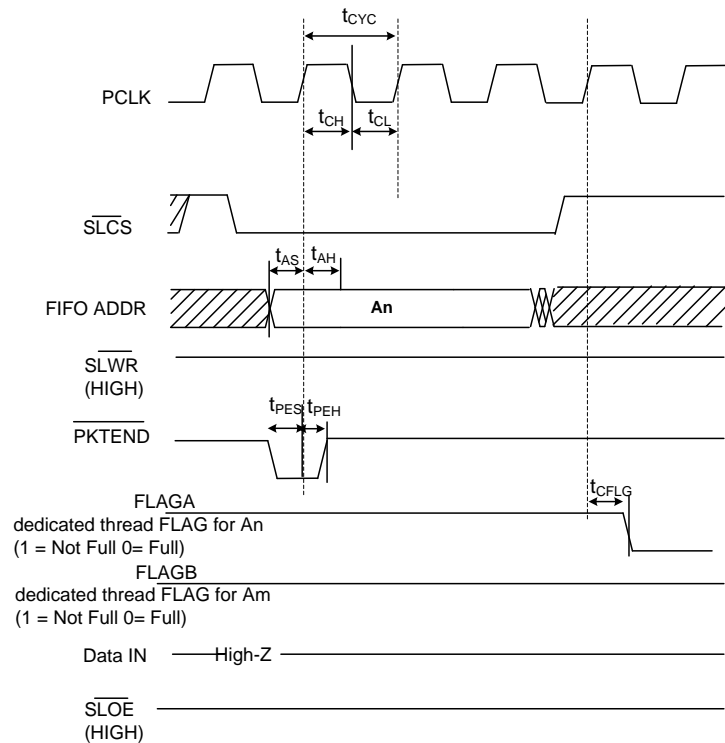 tCYC
PCLK
tCH tCL
SLCS
tAS tAH
FIFO ADDR An
SLWR
(HIGH)
tPES tPEH
PKTEND
tCFLG
FLAGA
dedicated thread FLAG for An
(1 = Not Full 0= Full)
FLAGB
dedicated thread FLAG for Am
(1 = Not Full 0= Full)
Data IN High-Z
SLOE
(HIGH)